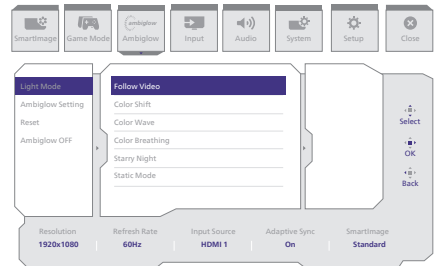 ambiglow
SmartImage Game Mode Ambiglow Input Audio System Setup Close
Light Mode
Ambiglow Setting
Reset
Ambiglow OFF
Follow Video
Color Shift
Color Wave
Color Breathing
Starry Night
Static Mode
Select
OK
Back
Resolution Refresh Rate Input Source Adaptive Sync SmartImage
1920x1080 60Hz HDMI 1 On Standard